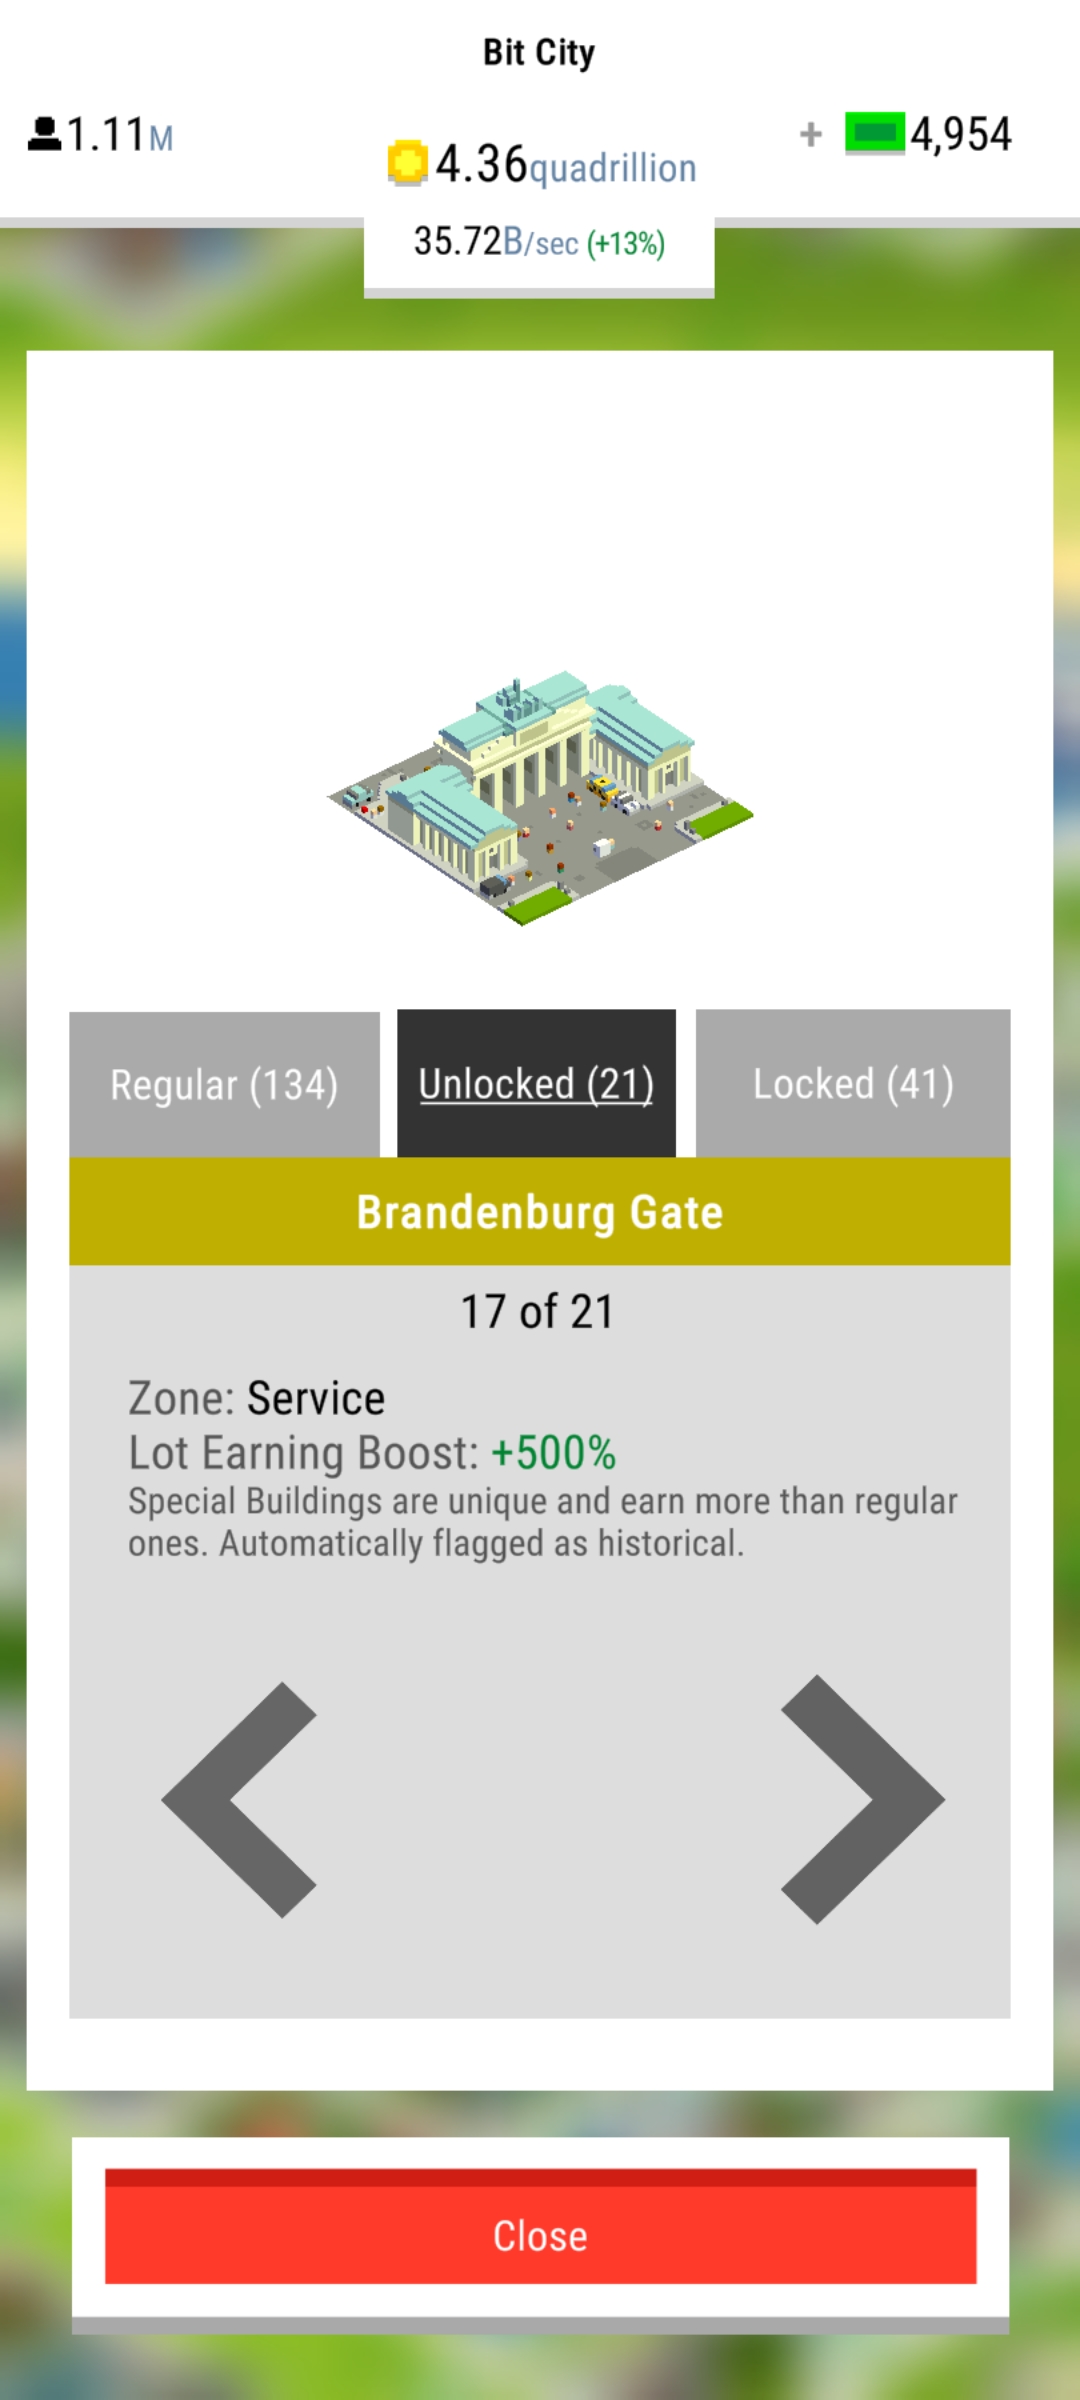 Bit City
1.11M
4.36quadrillion
+ 4,954
35.72B/sec (+13%)
Regular (134)
Unlocked (21)
Locked (41)
Brandenburg Gate
17 of 21
Zone: Service
Lot Earning Boost: +500%
Special Buildings are unique and earn more than regular
ones. Automatically flagged as historical.
Close